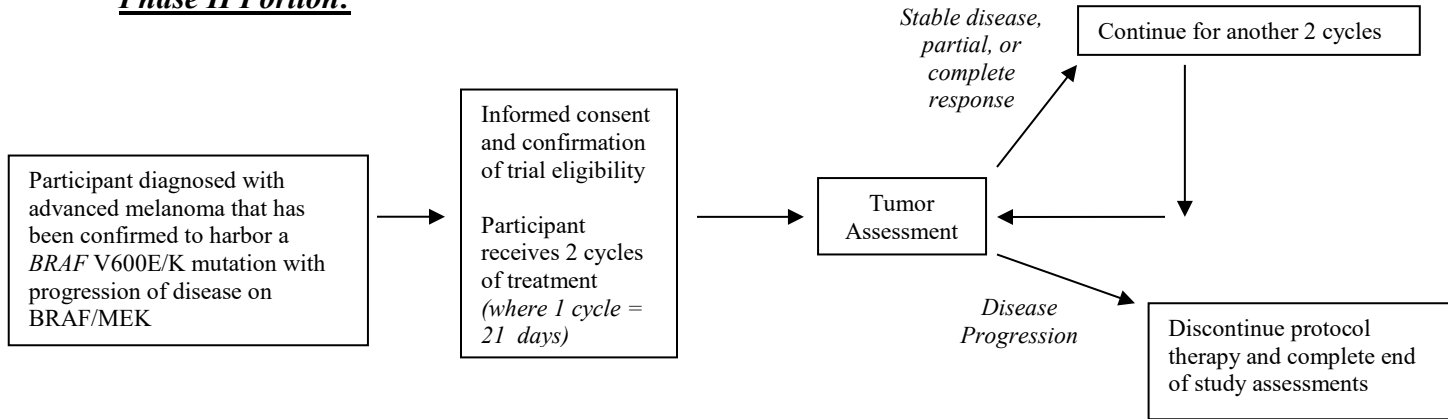 Phase II Portion:
Participant diagnosed with
advanced melanoma that has
been confirmed to harbor a
BRAF V600E/K mutation with
progression of disease on
BRAF/MEK
Informed consent
and confirmation
of trial eligibility
Participant
receives 2 cycles
of treatment
(where 1 cycle =
21 days)
Tumor
Assessment
Stable disease,
partial, or
complete
response
Continue for another 2 cycles
Disease
Progression
Discontinue protocol
therapy and complete end
of study assessments